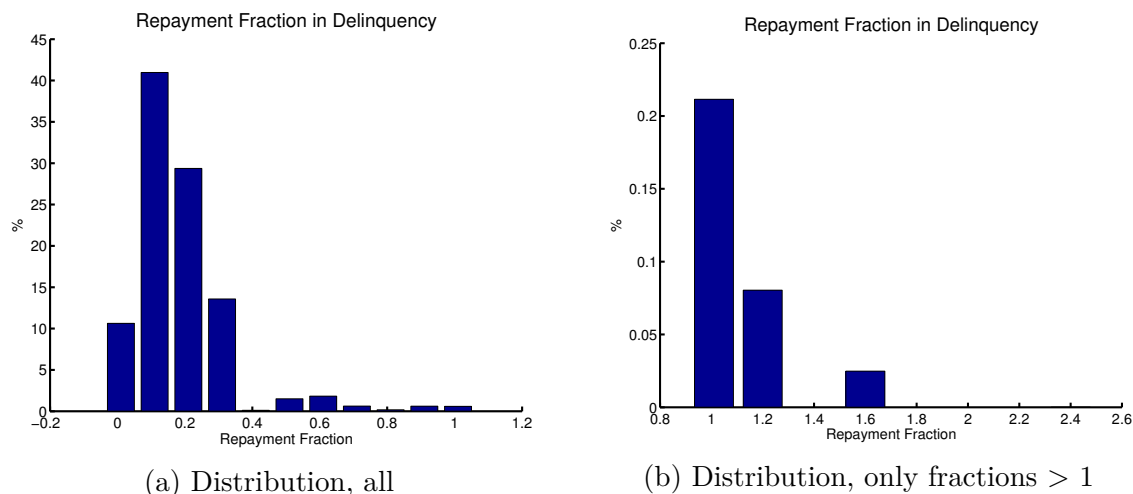 Repayment Fraction in Delinquency
45
40
35
30
25
20
15
10
5
0
%
−0.2 0 0.2 0.4 0.6 0.8 1.0 1.2
Repayment Fraction
(a) Distribution, all
Repayment Fraction in Delinquency
0.25
0.2
0.15
0.1
0.05
0
%
0.8 1 1.2 1.4 1.6 1.8 2 2.2 2.4 2.6
Repayment Fraction
(b) Distribution, only fractions > 1